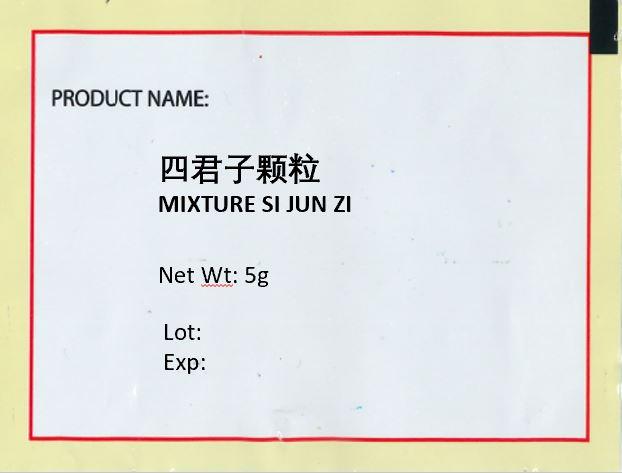 PRODUCT NAME:
四君子颗粒
MIXTURE SI JUN ZI
Net Wt: 5g
Lot:
Exp: